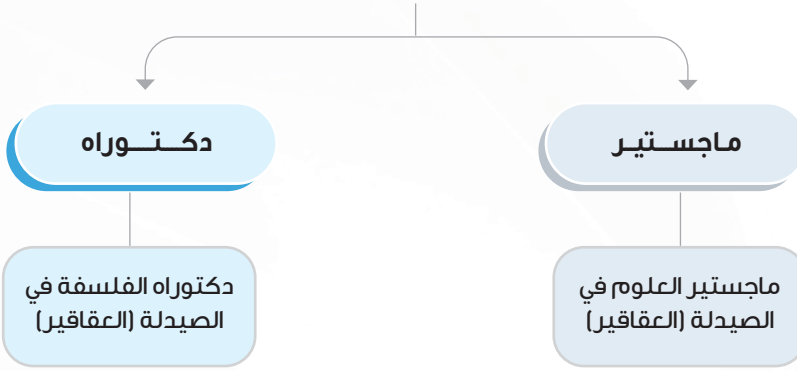 ماجستير
ماجستير العلوم في
الصيدلة (العقاقير)
دكتوراه
دكتوراه الفلسفة في
الصيدلة (العقاقير)